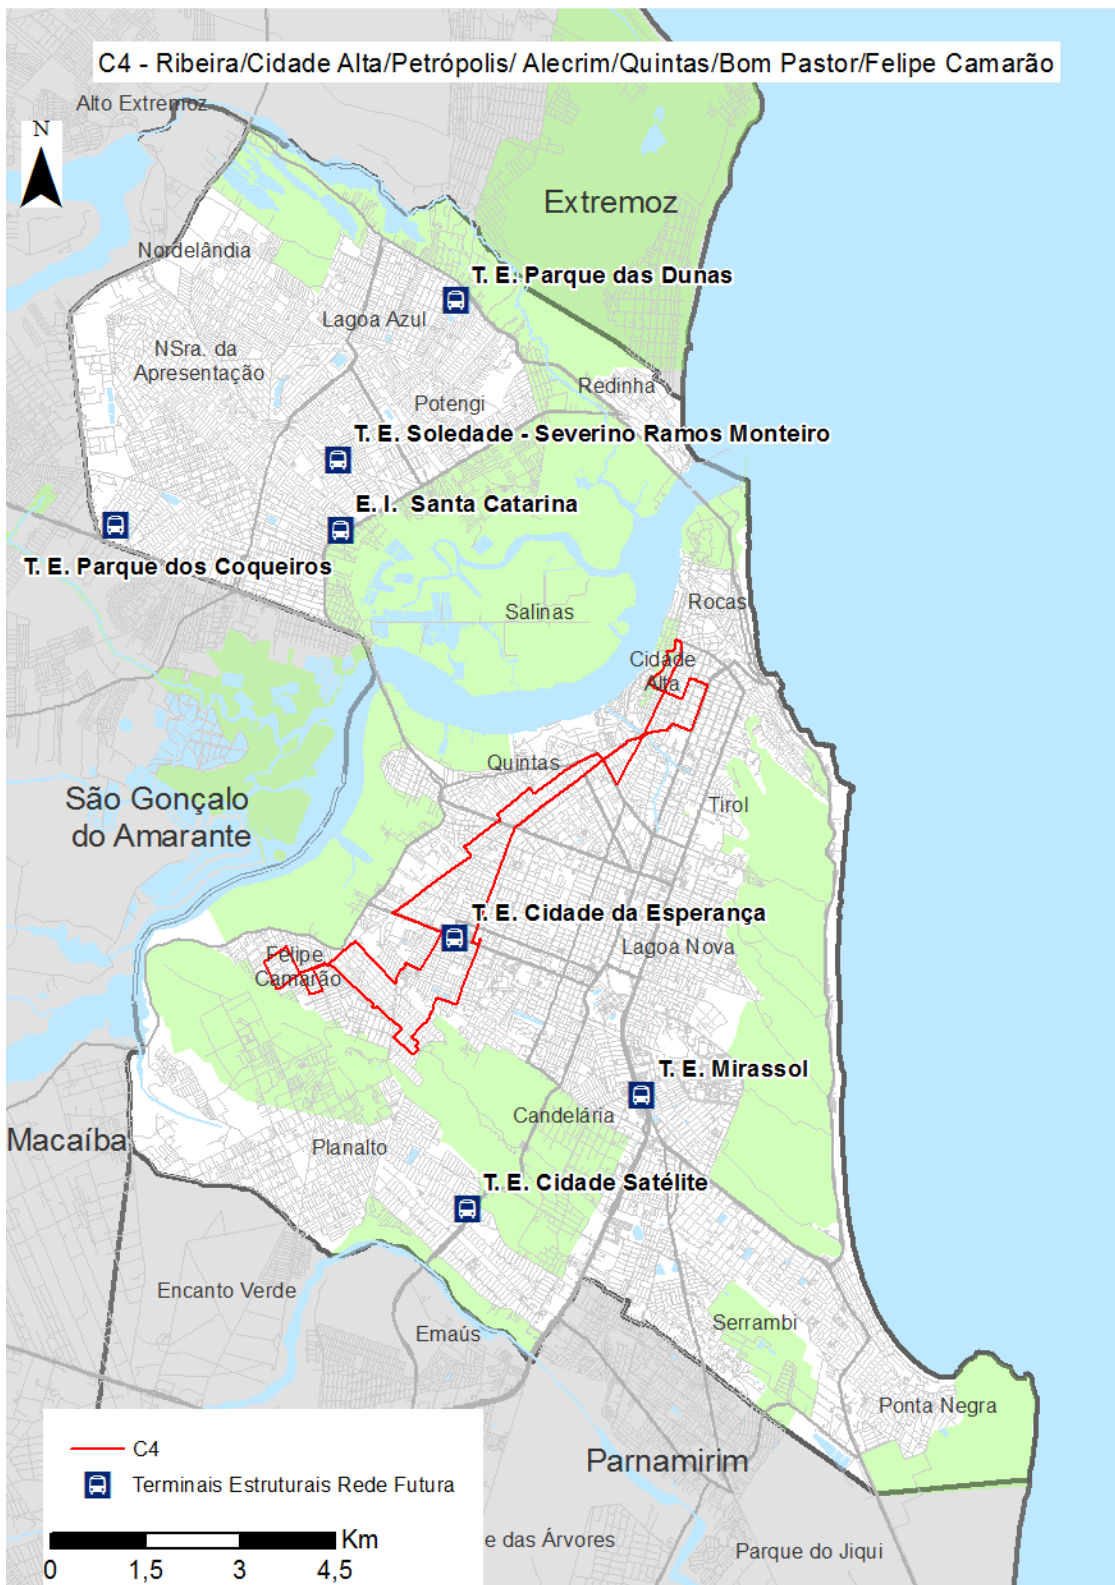 C4 - Ribeira/Cidade Alta/Petrópolis/ Alecrim/Quintas/Bom Pastor/Felipe Camarão
Alto Extremoz
N
Extremoz
Nordelândia
T. E. Parque das Dunas
Lagoa Azul
NSra. da
Apresentação
Redinha
Potengi
T. E. Soledade - Severino Ramos Monteiro
E. I. Santa Catarina
T. E. Parque dos Coqueiros
Rocas
Salinas
Cidade
Alta
Quintas
São Gonçalo
do Amarante
Tirol
T. E. Cidade da Esperança
Lagoa Nova
Felipe
Camarão
T. E. Mirassol
Candelária
Macaíba
Planalto
T. E. Cidade Satélite
Encanto Verde
Emaús
Serrambi
Ponta Negra
Parnamirim
C4
Terminais Estruturais Rede Futura
Km
0 1,5 3 4,5
e das Árvores
Parque do Jiqui